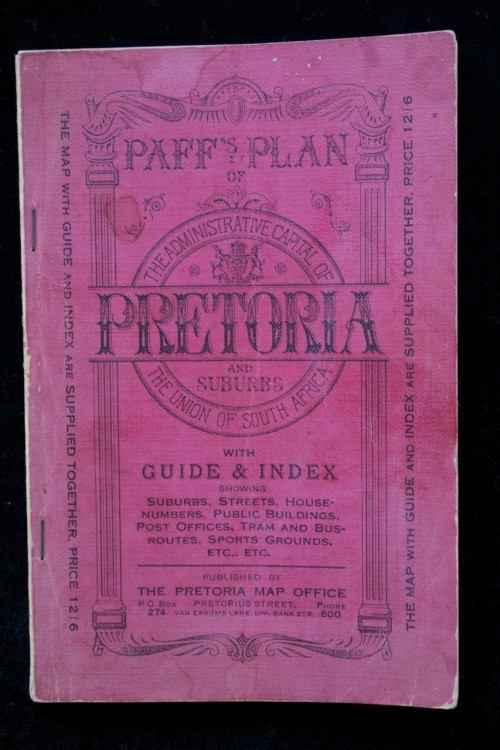 PAFF'S PLAN
OF
THE ADMINISTRATIVE CAPITAL OF
PRETORIA
AND
SUBURBS
THE UNION OF SOUTH AFRICA
WITH
GUIDE & INDEX
SHOWING
SUBURBS, STREETS, HOUSE-
NUMBERS, PUBLIC BUILDINGS,
POST OFFICES, TRAM AND BUS-
ROUTES, SPORTS GROUNDS,
ETC., ETC.
PUBLISHED BY
THE PRETORIA MAP OFFICE
P.O. BOX PRETORIUS STREET, PHONE
274 VAN ERKOMS LANE, OPP. BANK STR. 600
THE MAP WITH GUIDE AND INDEX ARE SUPPLIED TOGETHER. PRICE 12/6
THE MAP WITH GUIDE AND INDEX ARE SUPPLIED TOGETHER. PRICE 12/6